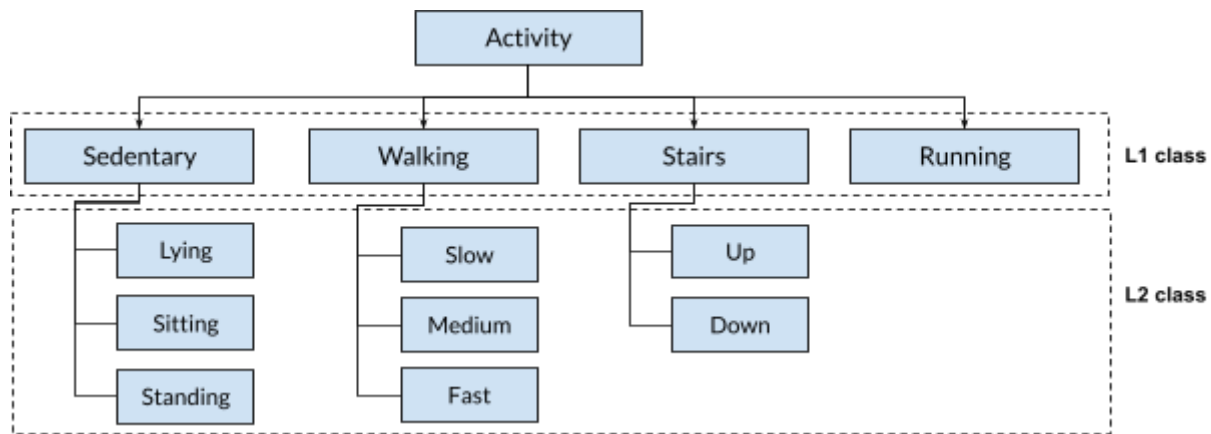 Activity
Sedentary
Walking
Stairs
Running
L1 class
Lying
Sitting
Standing
Slow
Medium
Fast
Up
Down
L2 class